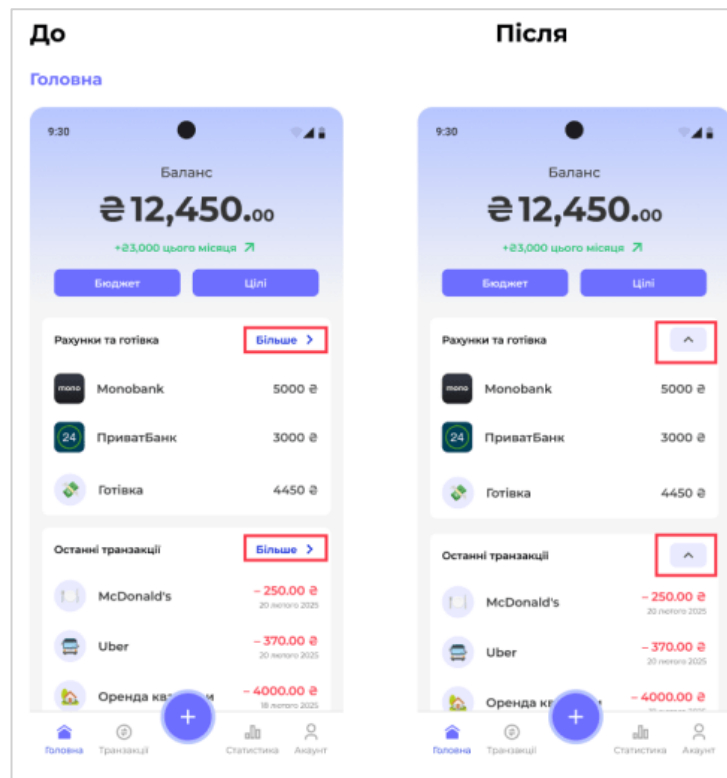 До
Після
Головна
9:30
Баланс
₴12,450.00
+₴3,000 цього місяця
Бюджет Цілі
Рахунки та готівка Більше
mono Monobank 5000 ₴
24 ПриватБанк 3000 ₴
Готівка 4450 ₴
Останні транзакції Більше
McDonald's – 250.00 ₴
20 лютого 2025
Uber – 370.00 ₴
20 лютого 2025
Оренда – 4000.00 ₴
18 лютого 2025
+
Головна Транзакції Статистика Акаунт
9:30
Баланс
₴12,450.00
+₴3,000 цього місяця
Бюджет Цілі
Рахунки та готівка
mono Monobank 5000 ₴
24 ПриватБанк 3000 ₴
Готівка 4450 ₴
Останні транзакції
McDonald's – 250.00 ₴
20 лютого 2025
Uber – 370.00 ₴
20 лютого 2025
Оренда – 4000.00 ₴
+
Головна Транзакції Статистика Акаунт